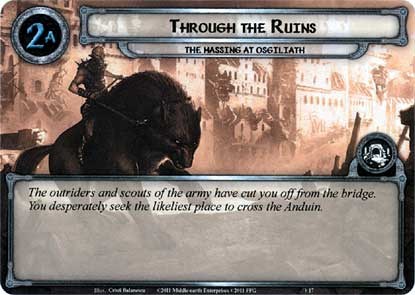 2A
Through the Ruins
The Massing at Osgiliath
The outriders and scouts of the army have cut you off from the bridge.
You desperately seek the likeliest place to cross the Anduin.
Illus. Cristi Balanescu ©2011 Middle-earth Enterprises ©2011 FFG